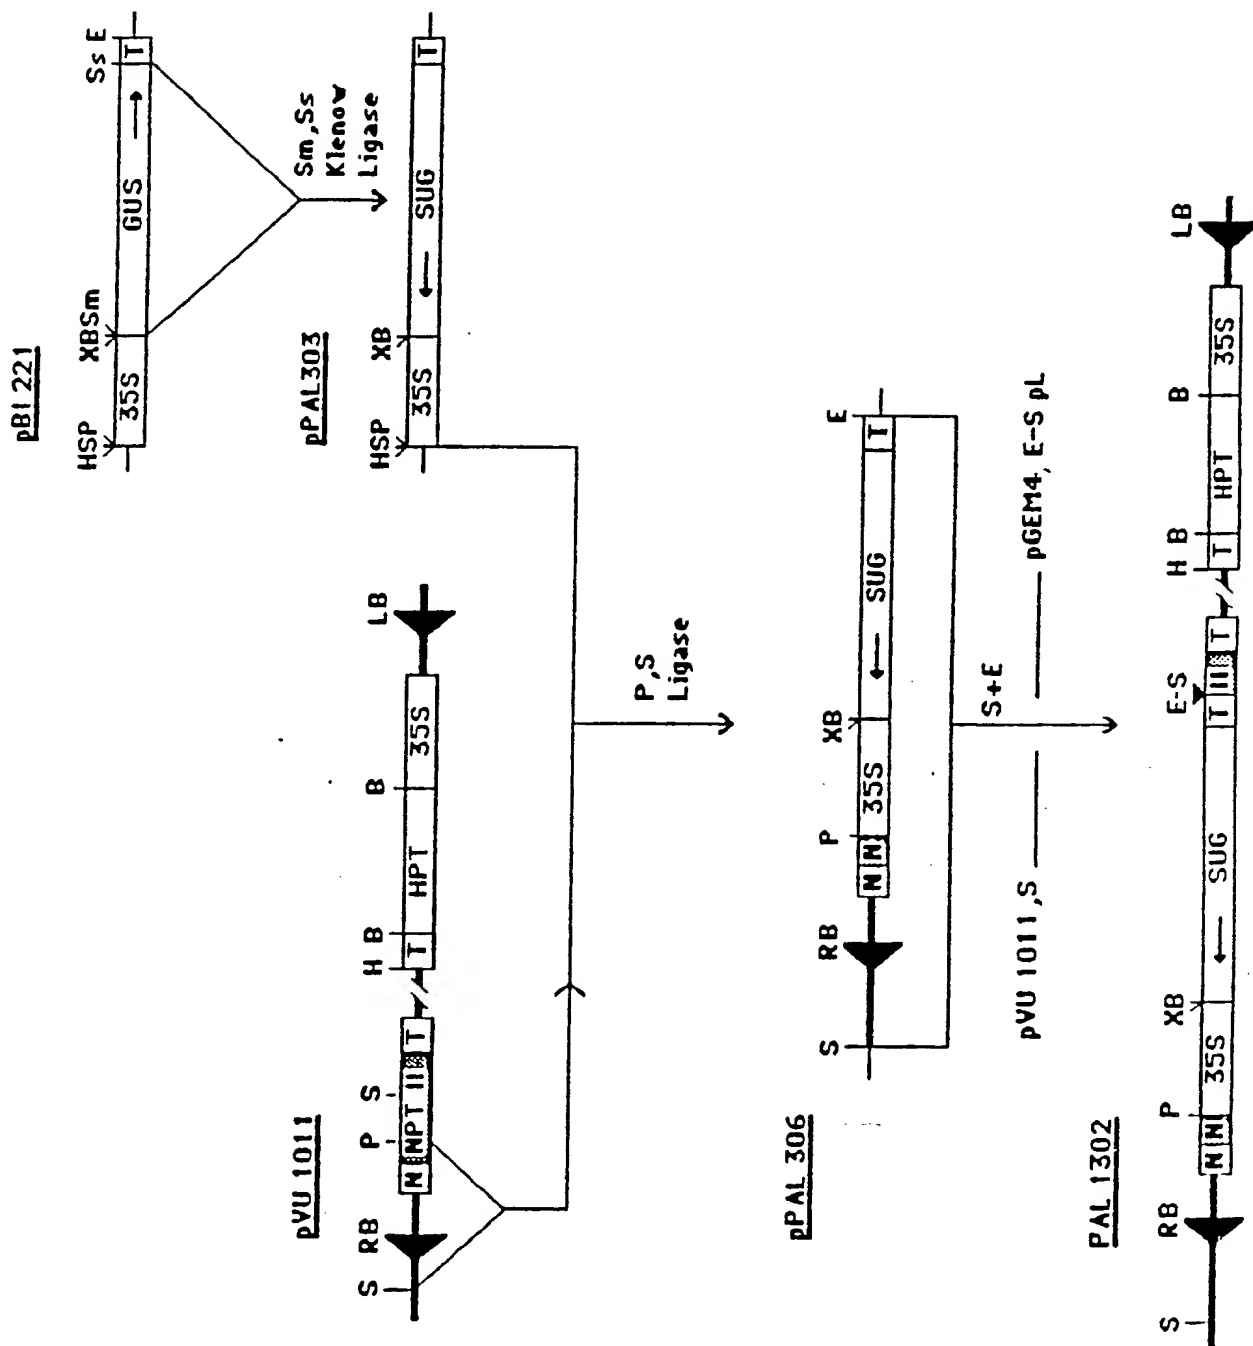 pBI 221
HSP XBSm Ss E
35S GUS → T
Sm,Ss
Klenow
Ligase
pPAL303
HSP XB
35S ← SUG T
pVU 1011
S RB P S H B B LB
N NPT II T T HPT 35S
P,S
Ligase
pPAL 306
S RB P XB E
N N 35S ← SUG T
S+E
pVU 1011,S pGEM4, E-S pL
PAL 1302
S RB P XB E-S H B B LB
N N 35S ← SUG T II T T HPT 35S